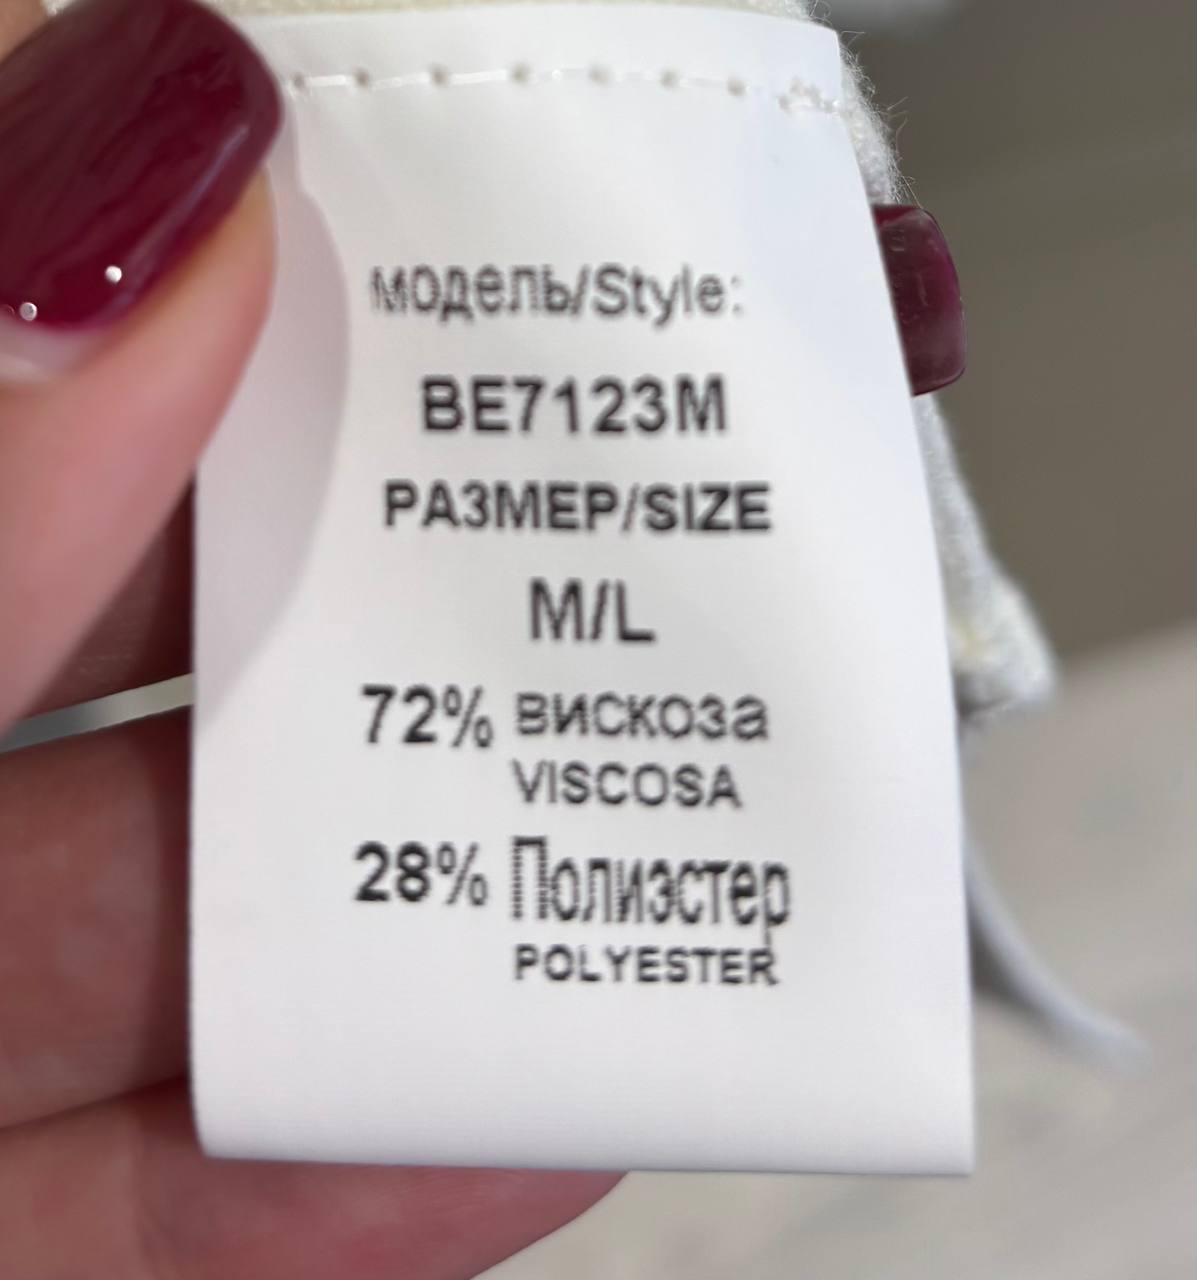 модель/Style:
BE7123M
РАЗМЕР/SIZE
M/L
72% вискоза
VISCOSA
28% Полиэстер
POLYESTER